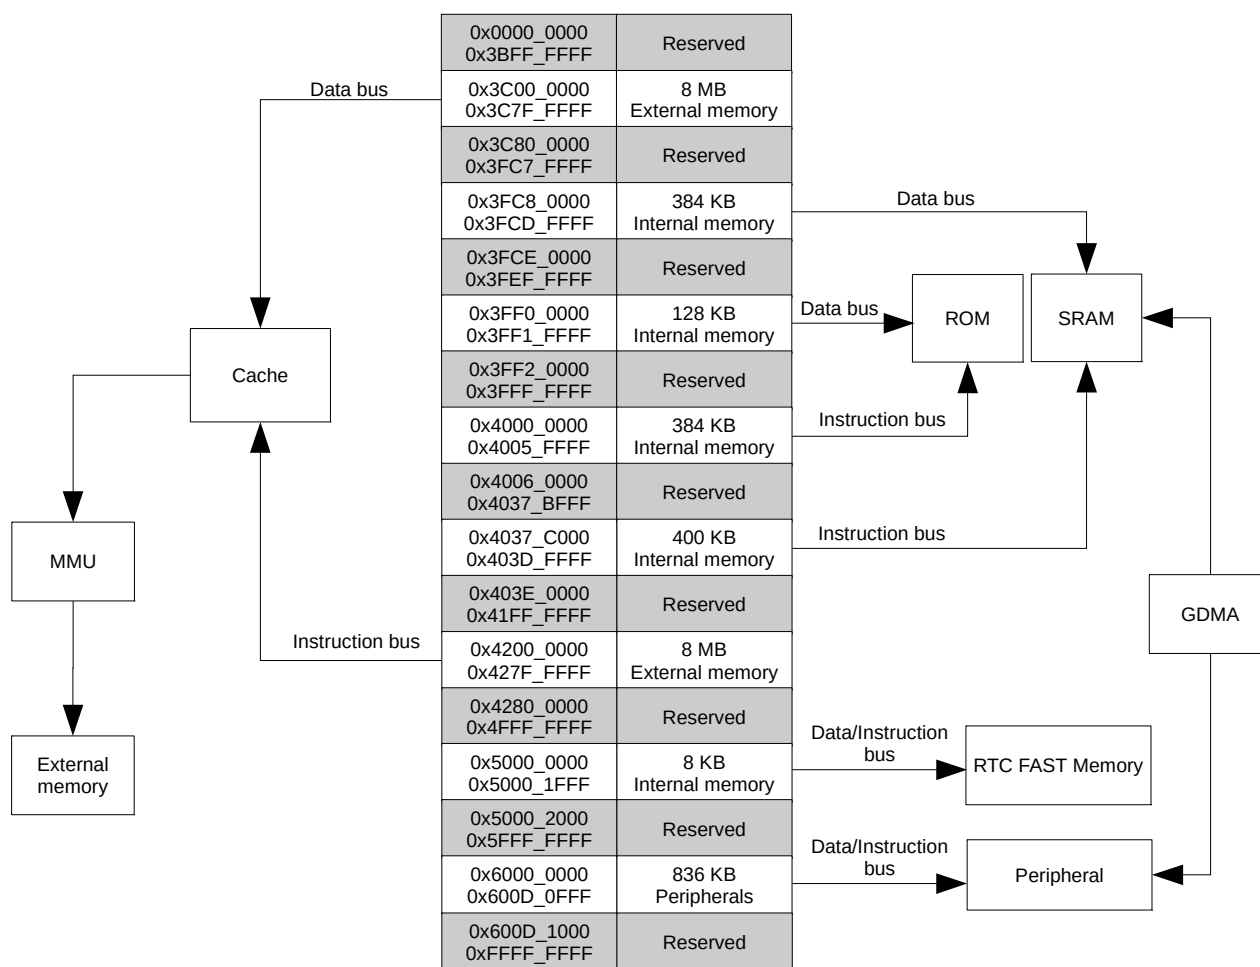 0x0000_0000
0x3BFF_FFFF
Reserved
Data bus
0x3C00_0000
0x3C7F_FFFF
8 MB
External memory
0x3C80_0000
0x3FC7_FFFF
Reserved
0x3FC8_0000
0x3FCD_FFFF
384 KB
Internal memory
Data bus
0x3FCE_0000
0x3FEF_FFFF
Reserved
0x3FF0_0000
0x3FF1_FFFF
128 KB
Internal memory
Data bus
ROM
SRAM
Cache
0x3FF2_0000
0x3FFF_FFFF
Reserved
0x4000_0000
0x4005_FFFF
384 KB
Internal memory
Instruction bus
0x4006_0000
0x4037_BFFF
Reserved
MMU
0x4037_C000
0x403D_FFFF
400 KB
Internal memory
Instruction bus
0x403E_0000
0x41FF_FFFF
Reserved
GDMA
Instruction bus
0x4200_0000
0x427F_FFFF
8 MB
External memory
0x4280_0000
0x4FFF_FFFF
Reserved
External
memory
0x5000_0000
0x5000_1FFF
8 KB
Internal memory
Data/Instruction
bus
RTC FAST Memory
0x5000_2000
0x5FFF_FFFF
Reserved
0x6000_0000
0x600D_0FFF
836 KB
Peripherals
Data/Instruction
bus
Peripheral
0x600D_1000
0xFFFF_FFFF
Reserved